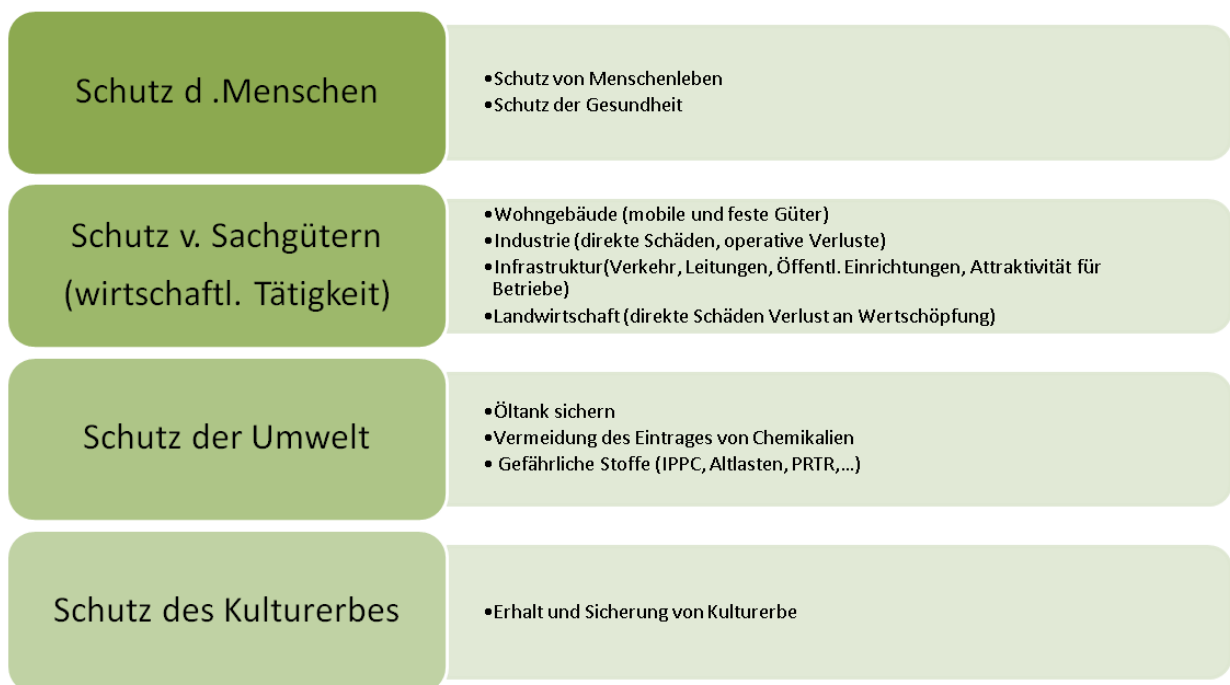 Schutz d .Menschen
•Schutz von Menschenleben
•Schutz der Gesundheit
Schutz v. Sachgütern
(wirtschaftl. Tätigkeit)
•Wohngebäude (mobile und feste Güter)
•Industrie (direkte Schäden, operative Verluste)
•Infrastruktur(Verkehr, Leitungen, Öffentl. Einrichtungen, Attraktivität für
Betriebe)
•Landwirtschaft (direkte Schäden Verlust an Wertschöpfung)
Schutz der Umwelt
•Öltank sichern
•Vermeidung des Eintrages von Chemikalien
• Gefährliche Stoffe (IPPC, Altlasten, PRTR,...)
Schutz des Kulturerbes
•Erhalt und Sicherung von Kulturerbe